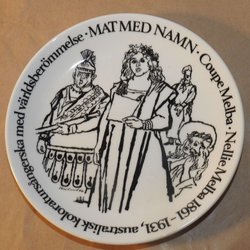 MAT MED NAMN · Coupe Melba · Nellie Melba 1861–1931, australisk koloratursångerska med världsberömmelse ·